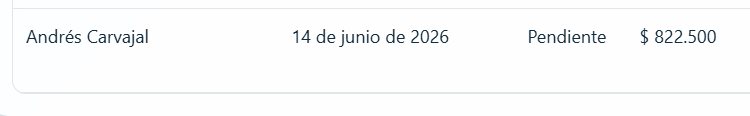 Andrés Carvajal 14 de junio de 2026 Pendiente $ 822.500